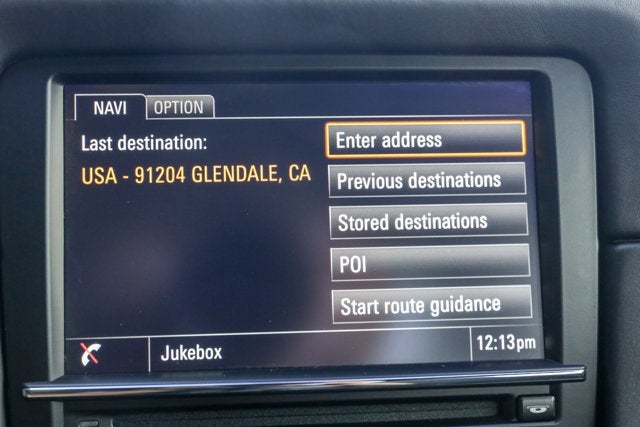 NAVI OPTION
Last destination:
USA - 91204 GLENDALE, CA
Enter address
Previous destinations
Stored destinations
POI
Start route guidance
Jukebox
12:13pm